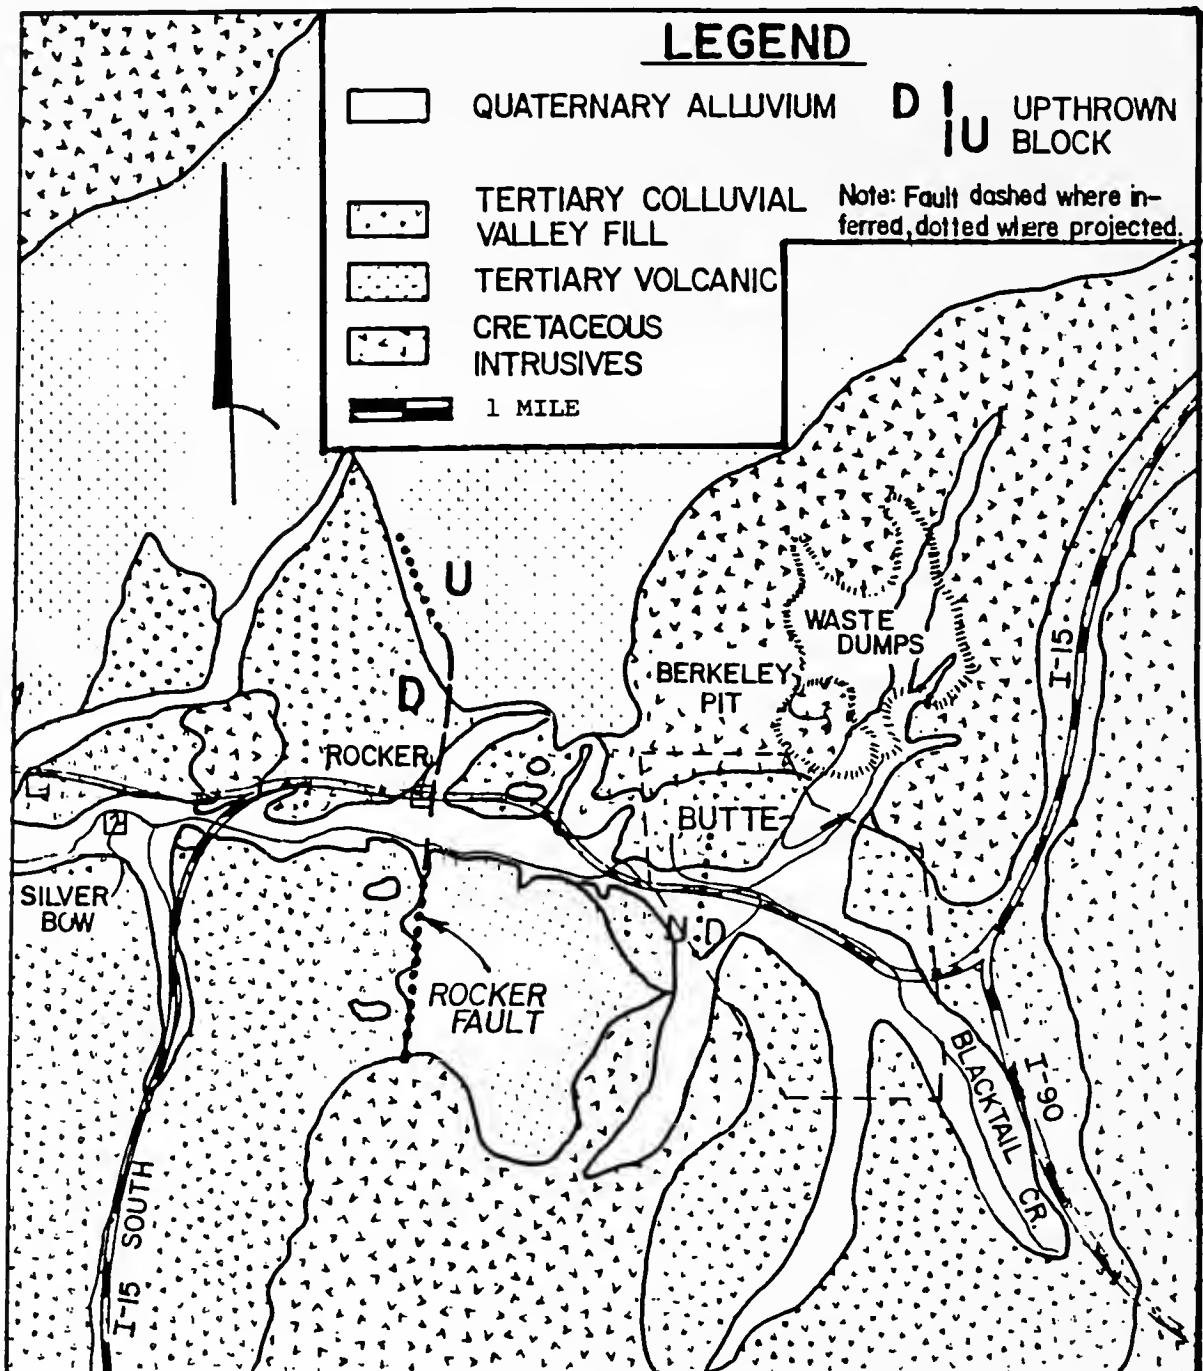 LEGEND
QUATERNARY ALLUVIUM
D
U
UPTHROWN
BLOCK
TERTIARY COLLUVIAL
VALLEY FILL
Note: Fault dashed where in-
ferred, dotted where projected.
TERTIARY VOLCANIC
CRETACEOUS
INTRUSIVES
1 MILE
U
D
WASTE
DUMPS
BERKELEY
PIT
I-15
ROCKER
BUTTE
SILVER
BOW
D
ROCKER
FAULT
BLACKTAIL
CR.
I-90
I-15 SOUTH